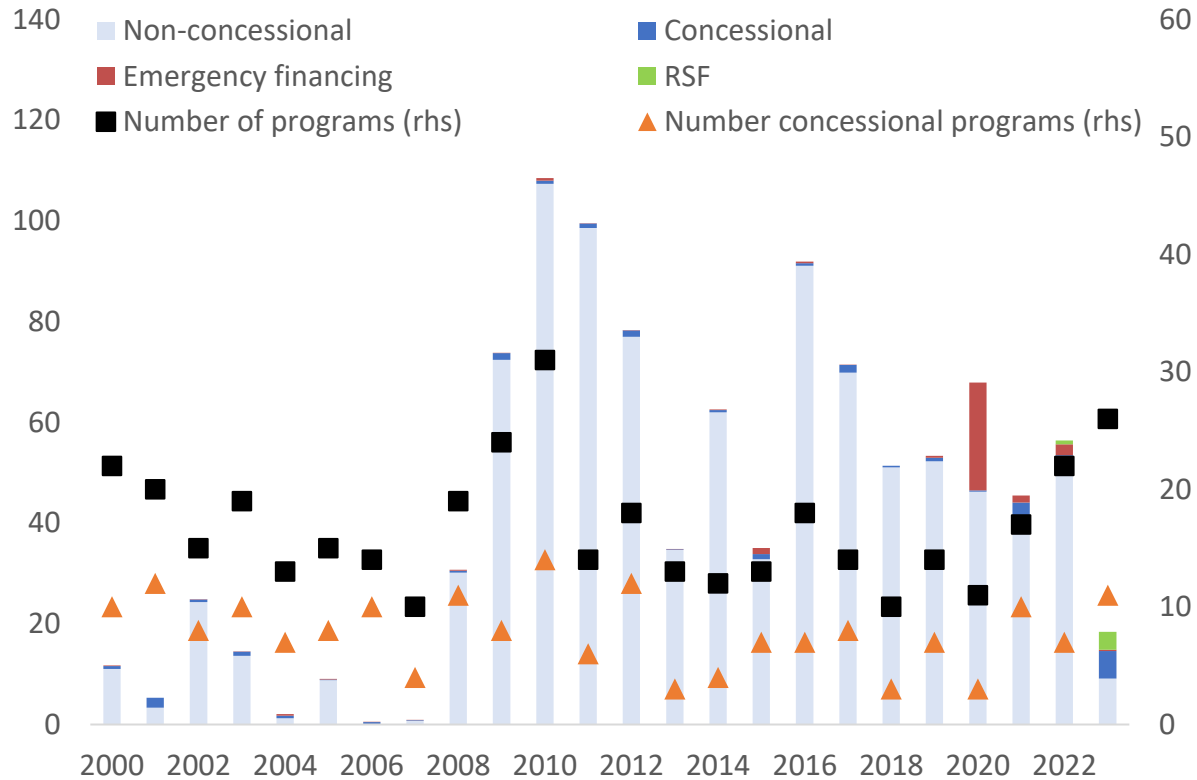 140
120
100
80
60
40
20
0
60
50
40
30
20
10
0
Non-concessional
Concessional
Emergency financing
RSF
Number of programs (rhs)
Number concessional programs (rhs)
2000 2002 2004 2006 2008 2010 2012 2014 2016 2018 2020 2022